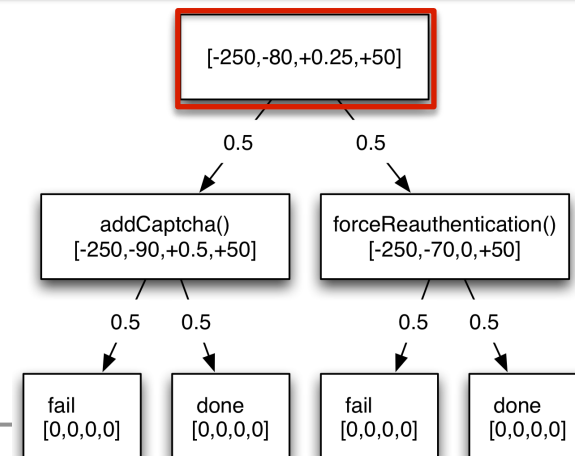 [-250,-80,+0.25,+50]
0.5
0.5
addCaptcha()
[-250,-90,+0.5,+50]
forceReauthentication()
[-250,-70,0,+50]
0.5
0.5
0.5
0.5
fail
[0,0,0,0]
done
[0,0,0,0]
fail
[0,0,0,0]
done
[0,0,0,0]